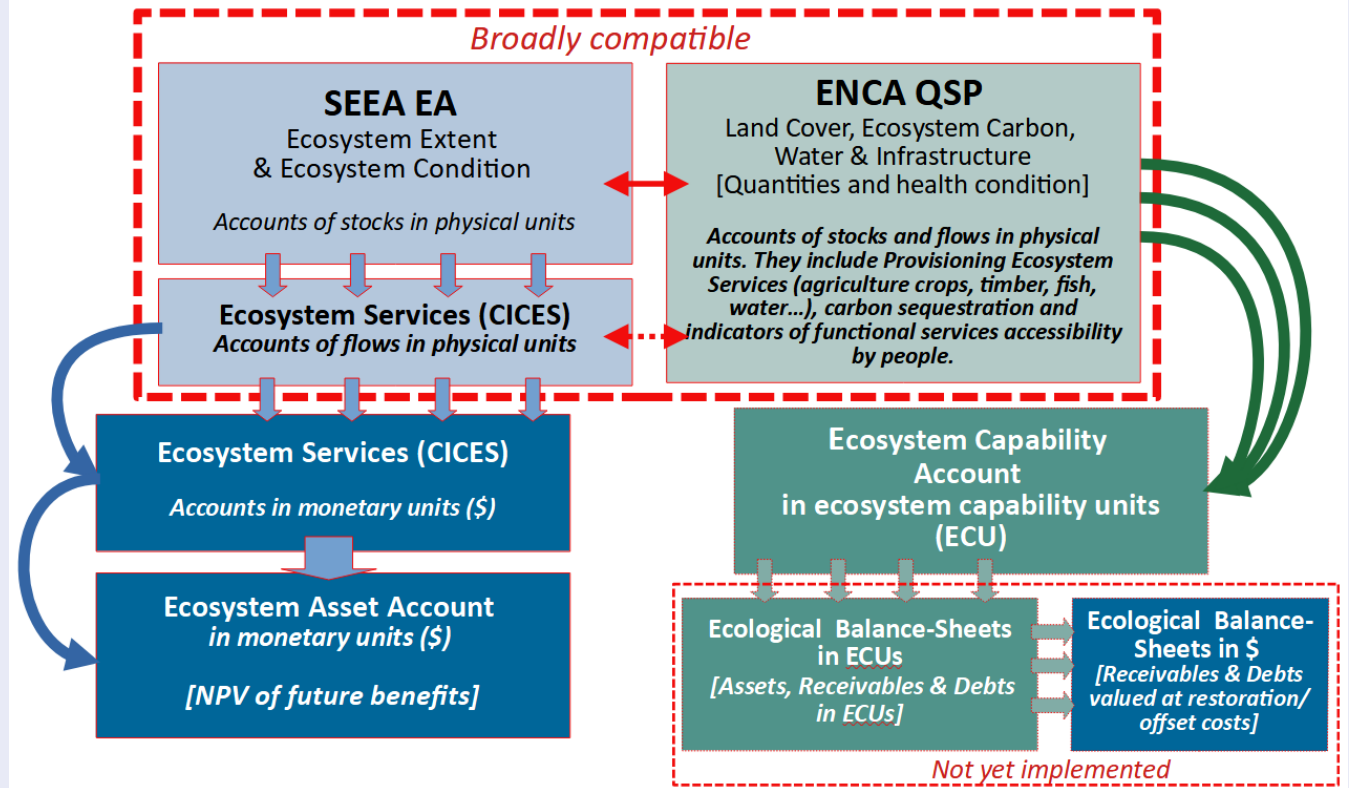 Broadly compatible
SEEA EA
Ecosystem Extent
& Ecosystem Condition
Accounts of stocks in physical units
Ecosystem Services (CICES)
Accounts of flows in physical units
ENCA QSP
Land Cover, Ecosystem Carbon,
Water & Infrastructure
[Quantities and health condition]
Accounts of stocks and flows in physical
units. They include Provisioning Ecosystem
Services (agriculture crops, timber, fish,
water...), carbon sequestration and
indicators of functional services accessibility
by people.
Ecosystem Services (CICES)
Accounts in monetary units ($)
Ecosystem Asset Account
in monetary units ($)
[NPV of future benefits]
Ecosystem Capability
Account
in ecosystem capability units
(ECU)
Ecological Balance-Sheets
in ECUs
[Assets, Receivables & Debts
in ECUs]
Ecological Balance-
Sheets in $
[Receivables & Debts
valued at restoration/
offset costs]
Not yet implemented